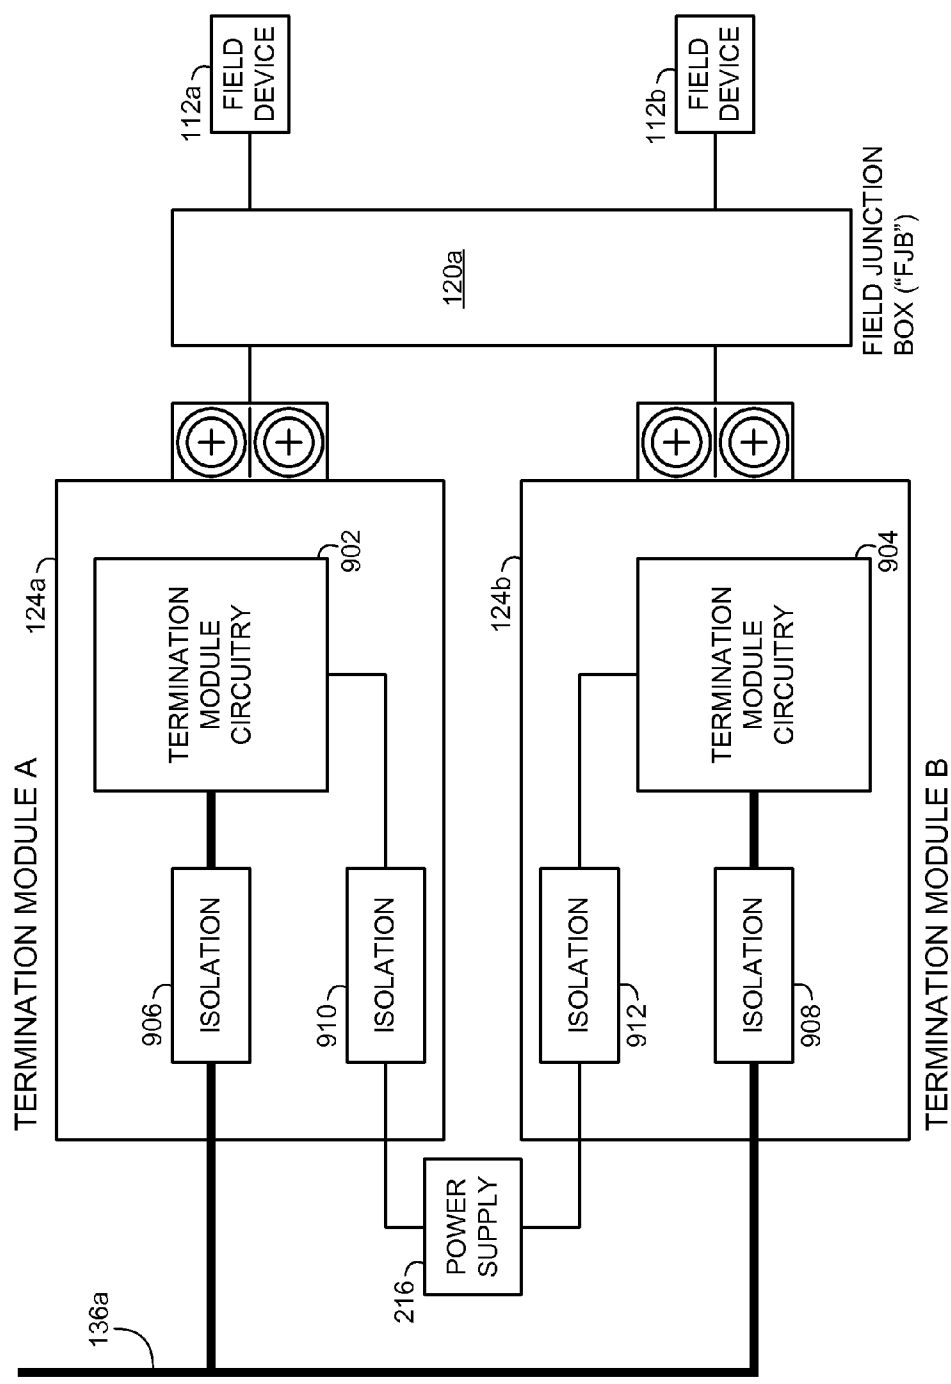 TERMINATION MODULE A
124a
TERMINATION
MODULE
CIRCUITRY
902
ISOLATION
906
ISOLATION
910
136a
POWER
SUPPLY
216
124b
ISOLATION
912
ISOLATION
908
TERMINATION
MODULE
CIRCUITRY
904
TERMINATION MODULE B
120a
FIELD JUNCTION
BOX (“FJB”)
112a
FIELD
DEVICE
112b
FIELD
DEVICE